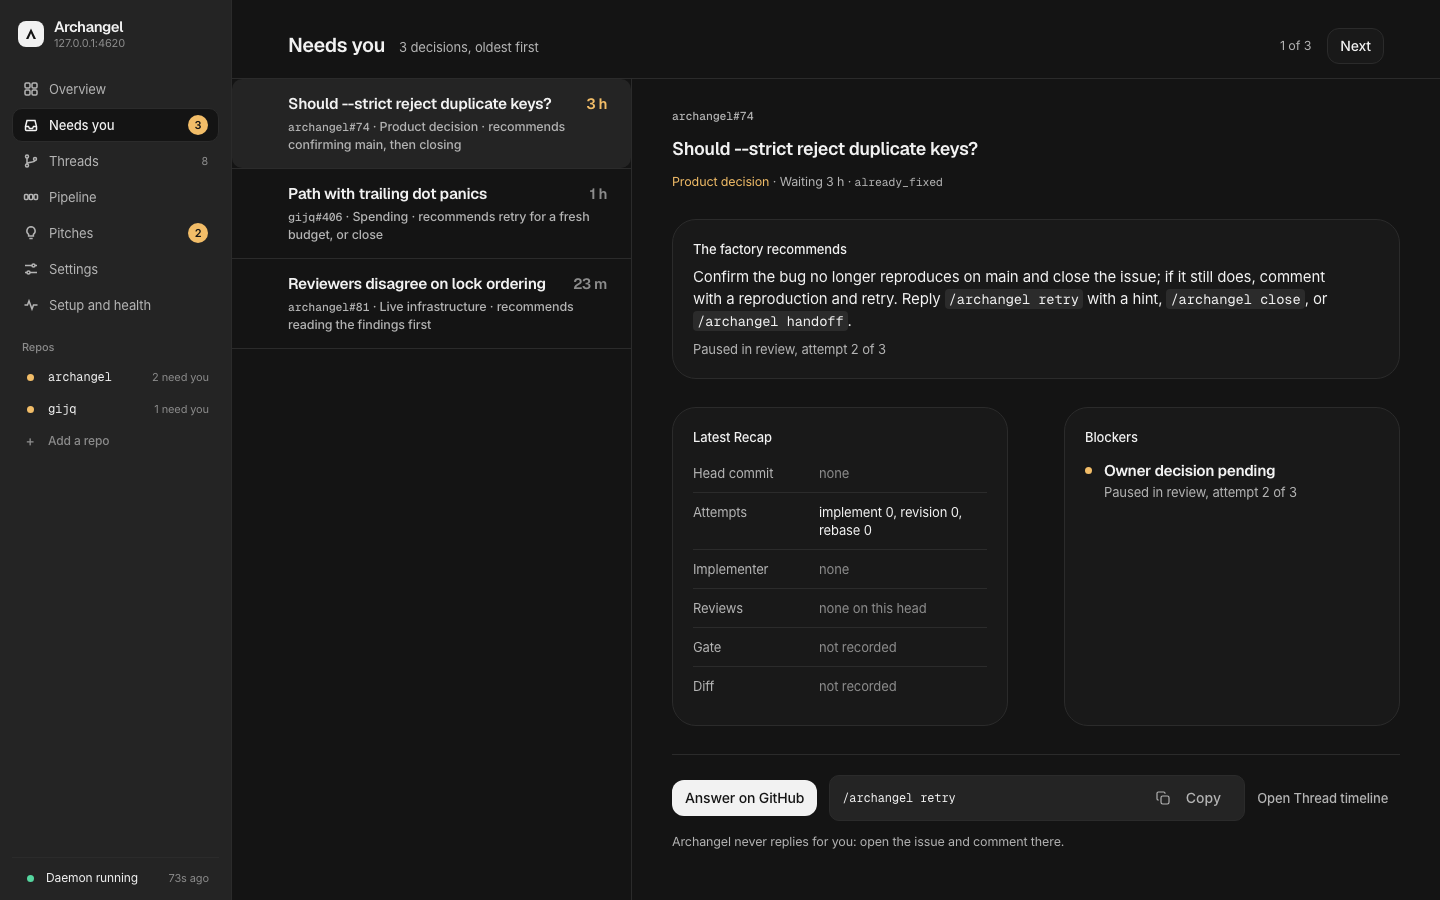 Archangel
127.0.0.1:4620
Overview
Needs you 3
Threads 8
Pipeline
Pitches 2
Settings
Setup and health
Repos
archangel 2 need you
gijq 1 need you
+ Add a repo
Daemon running 73s ago
Needs you 3 decisions, oldest first
1 of 3 Next
Should --strict reject duplicate keys? 3 h
archangel#74 · Product decision · recommends
confirming main, then closing
Path with trailing dot panics 1 h
gijq#406 · Spending · recommends retry for a fresh
budget, or close
Reviewers disagree on lock ordering 23 m
archangel#81 · Live infrastructure · recommends
reading the findings first
archangel#74
Should --strict reject duplicate keys?
Product decision · Waiting 3 h · already_fixed
The factory recommends
Confirm the bug no longer reproduces on main and close the issue; if it still does, comment
with a reproduction and retry. Reply /archangel retry with a hint, /archangel close, or
/archangel handoff.
Paused in review, attempt 2 of 3
Latest Recap
Head commit none
Attempts implement 0, revision 0,
rebase 0
Implementer none
Reviews none on this head
Gate not recorded
Diff not recorded
Blockers
Owner decision pending
Paused in review, attempt 2 of 3
Answer on GitHub /archangel retry Copy Open Thread timeline
Archangel never replies for you: open the issue and comment there.